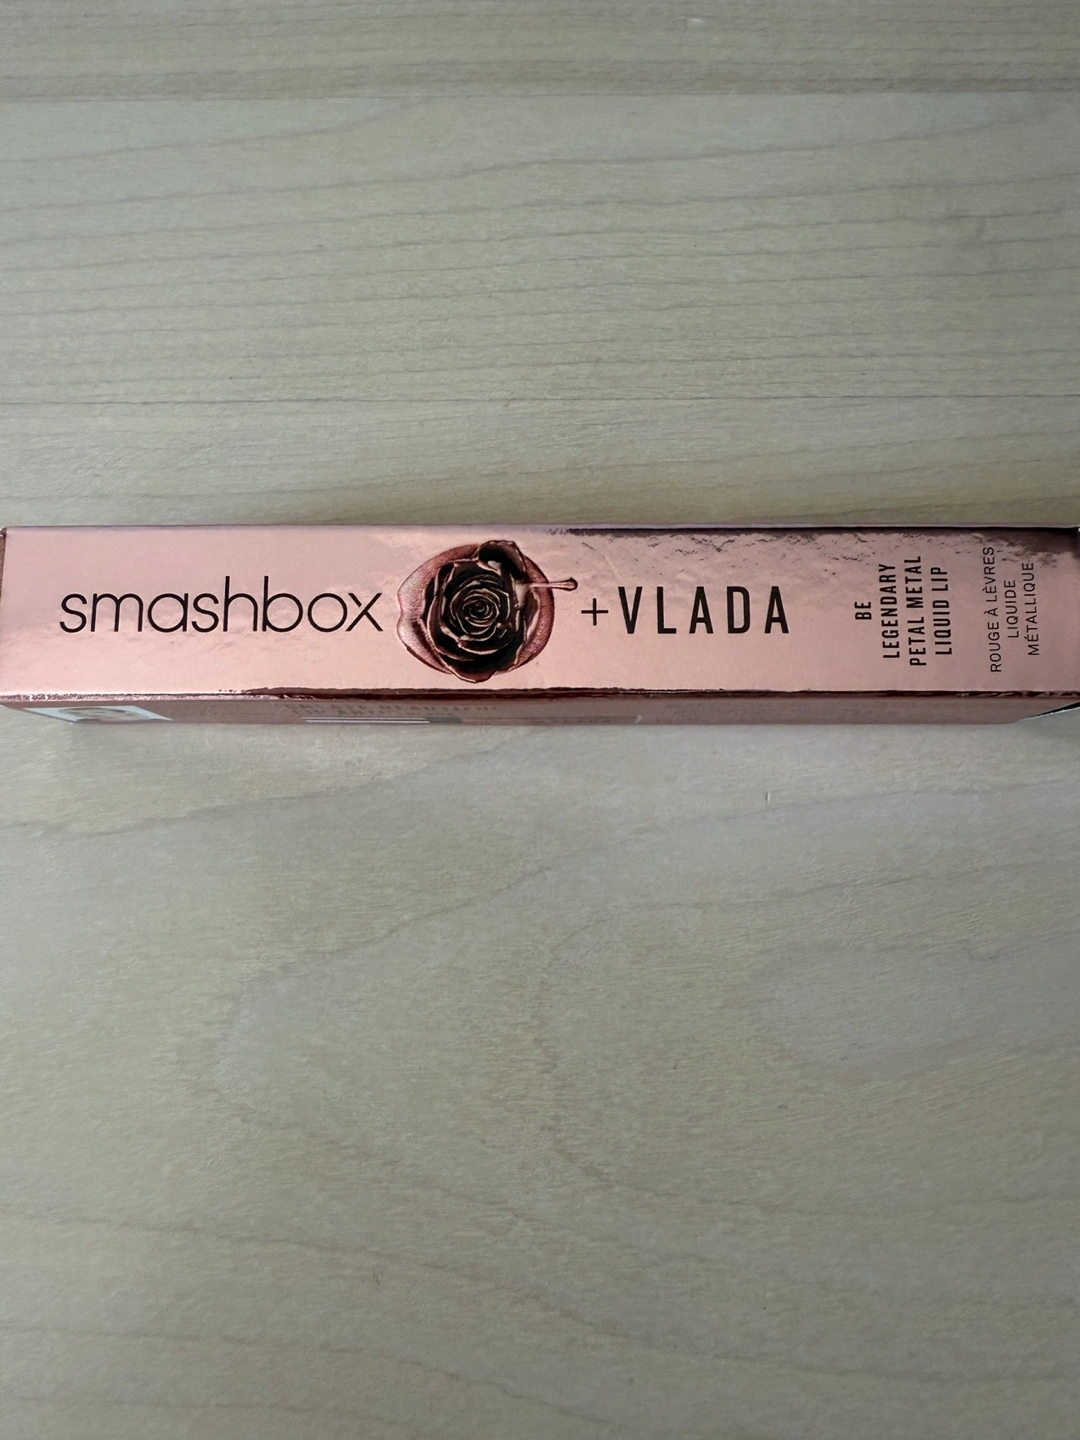 smashbox
+VLADA
BE
LEGENDARY
PETAL METAL
LIQUID LIP
ROUGE À LÈVRES
LIQUIDE
MÉTALLIQUE